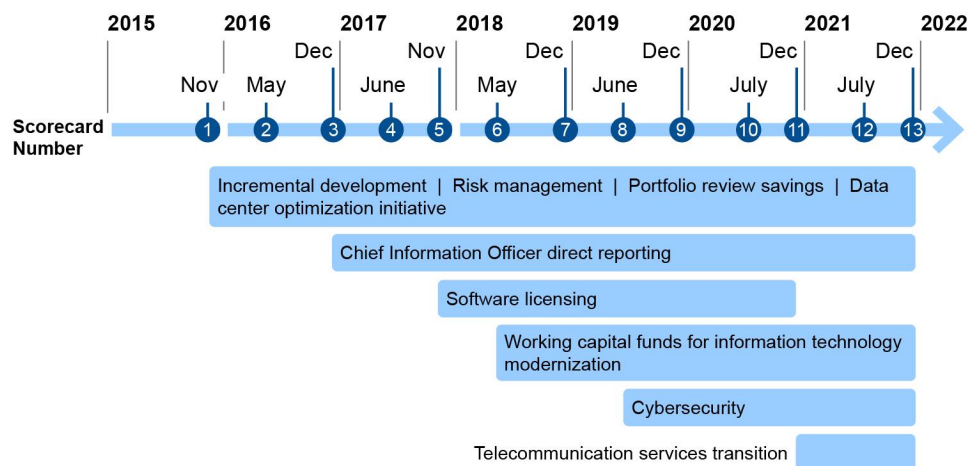 2015 2016 2017 2018 2019 2020 2021 2022
Dec Nov Dec Dec Dec Dec
Nov May June May June July July
Scorecard
Number
1 2 3 4 5 6 7 8 9 10 11 12 13
Incremental development | Risk management | Portfolio review savings | Data
center optimization initiative
Chief Information Officer direct reporting
Software licensing
Working capital funds for information technology
modernization
Cybersecurity
Telecommunication services transition